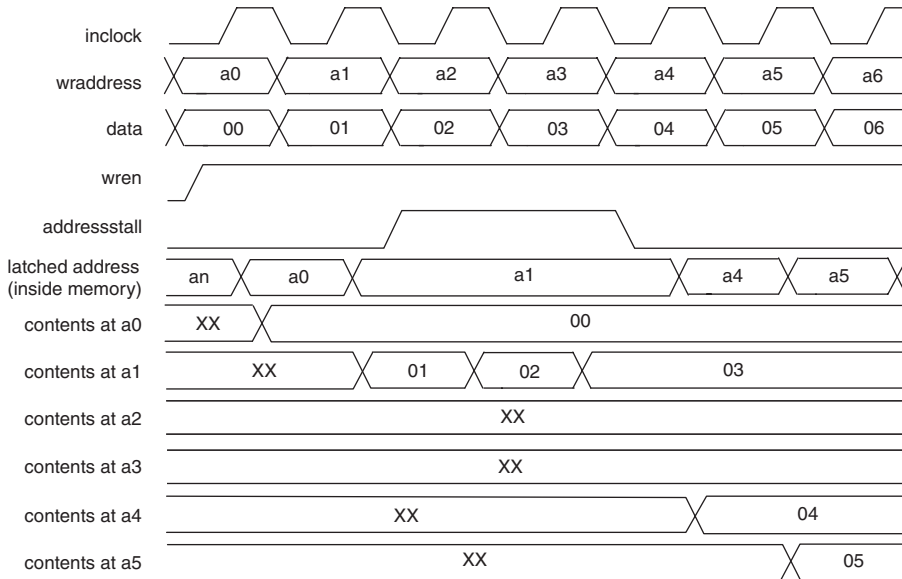 inclock
wraddress a0 a1 a2 a3 a4 a5 a6
data 00 01 02 03 04 05 06
wren
addressstall
latched address
(inside memory) an a0 a1 a4 a5
contents at a0 XX 00
contents at a1 XX 01 02 03
contents at a2 XX
contents at a3 XX
contents at a4 XX 04
contents at a5 XX 05